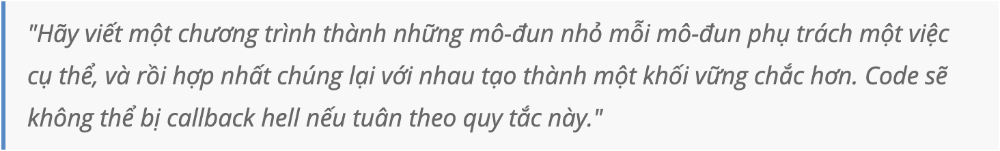 "Hãy viết một chương trình thành những mô-đun nhỏ mỗi mô-đun phụ trách một việc
cụ thể, và rồi hợp nhất chúng lại với nhau tạo thành một khối vững chắc hơn. Code sẽ
không thể bị callback hell nếu tuân theo quy tắc này."